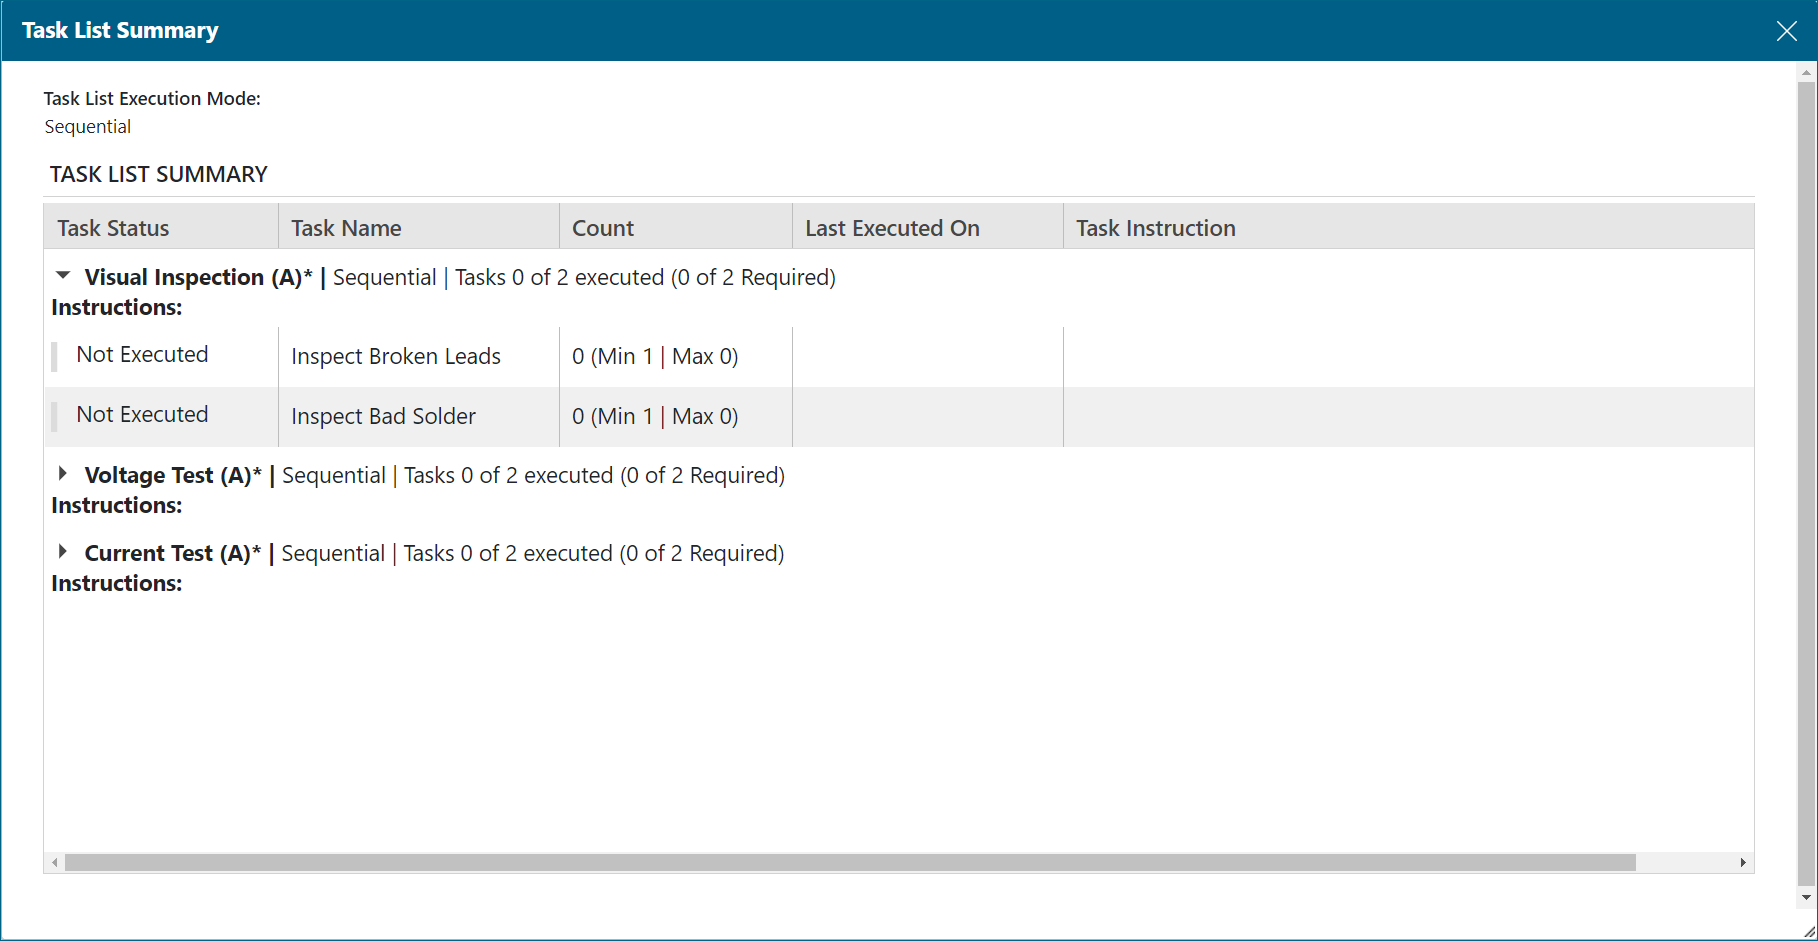 Task List Summary
Task List Execution Mode:
Sequential
TASK LIST SUMMARY
Task Status Task Name Count Last Executed On Task Instruction
Visual Inspection (A)* | Sequential | Tasks 0 of 2 executed (0 of 2 Required)
Instructions:
Not Executed Inspect Broken Leads 0 (Min 1 | Max 0)
Not Executed Inspect Bad Solder 0 (Min 1 | Max 0)
Voltage Test (A)* | Sequential | Tasks 0 of 2 executed (0 of 2 Required)
Instructions:
Current Test (A)* | Sequential | Tasks 0 of 2 executed (0 of 2 Required)
Instructions: